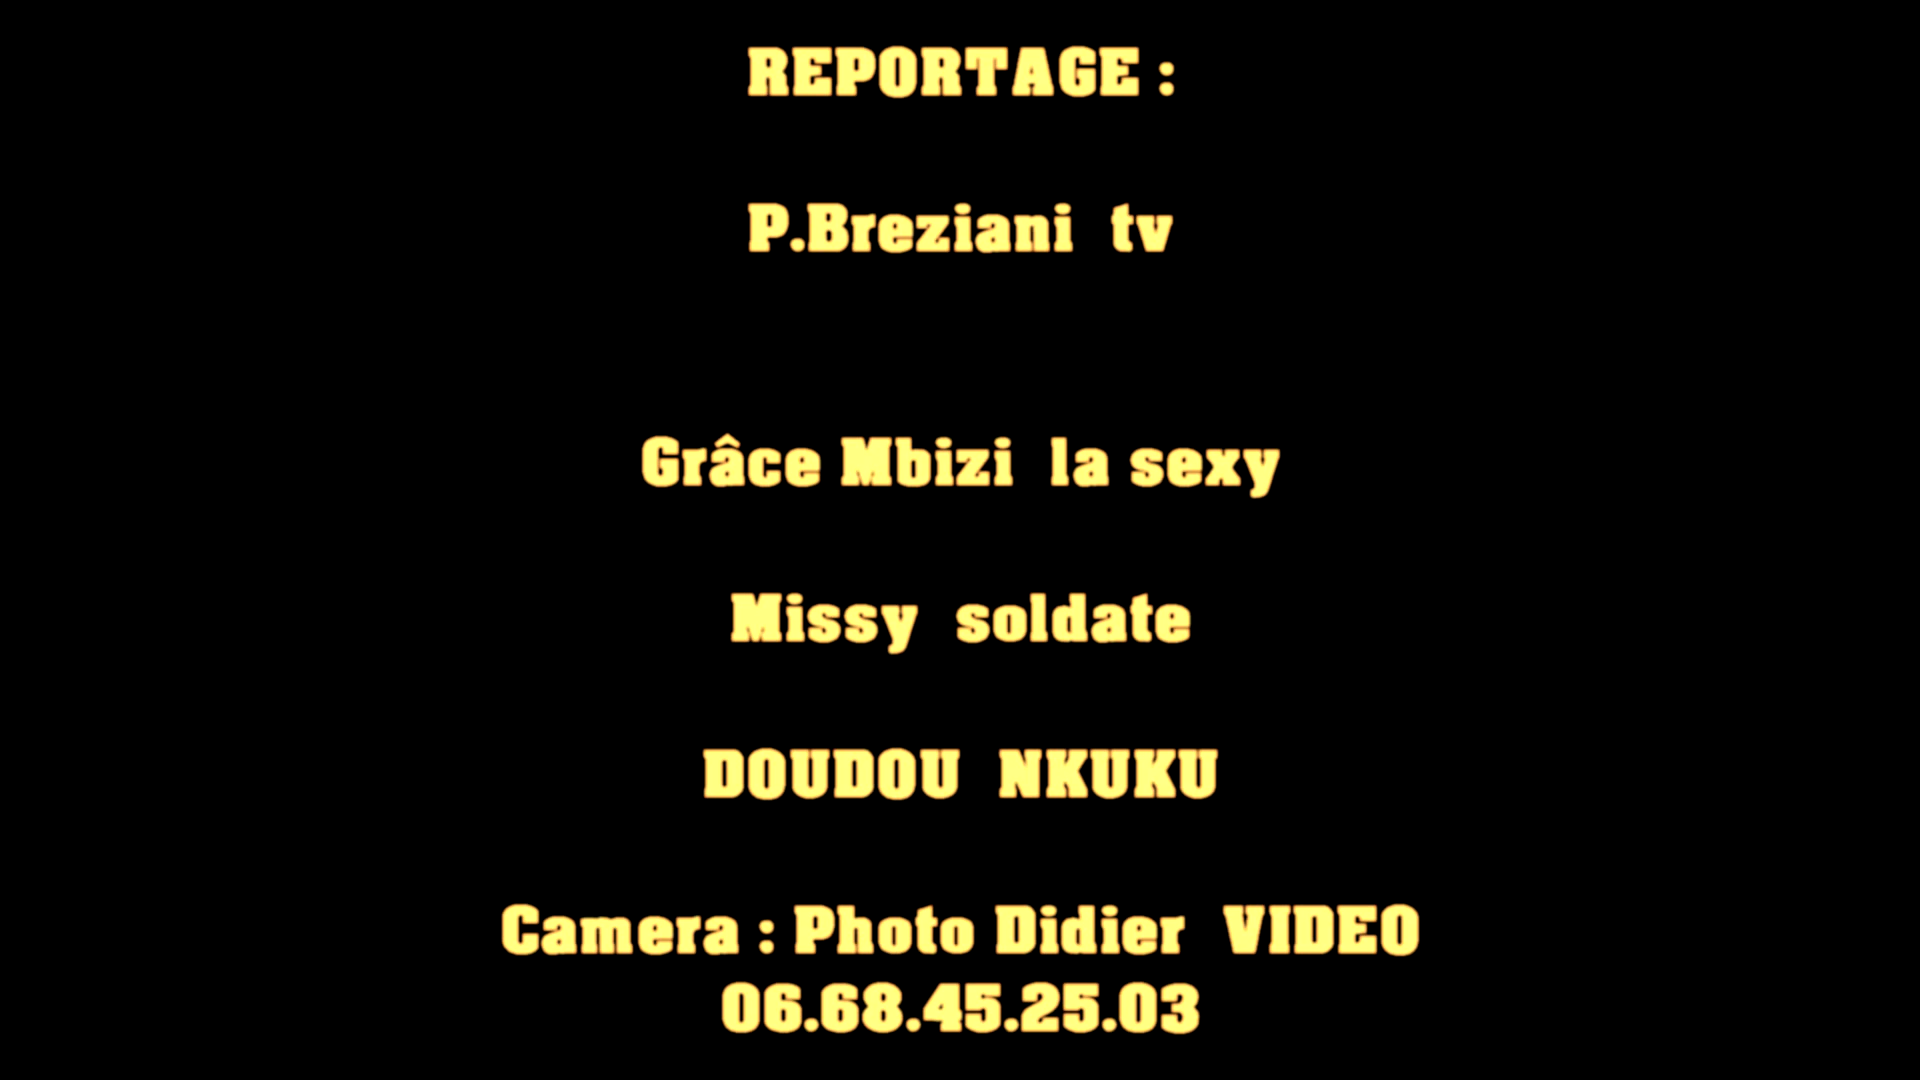 REPORTAGE :
P.Breziani tv
Grâce Mbizi la sexy
Missy soldate
DOUDOU NKUKU
Camera : Photo Didier VIDEO
06.68.45.25.03